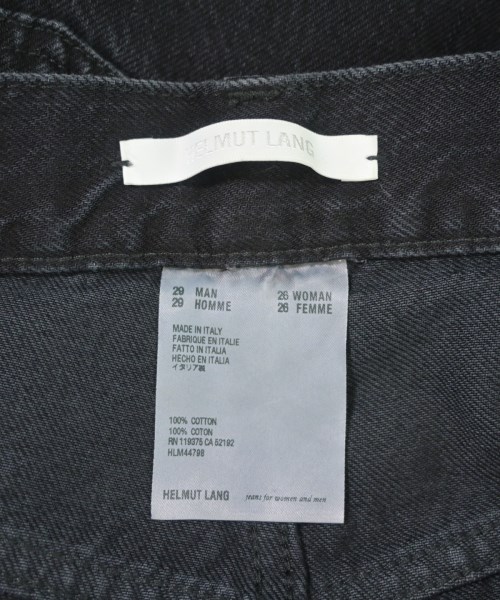 HELMUT LANG
29 MAN 26 WOMAN
29 HOMME 26 FEMME
MADE IN ITALY
FABRIQUE EN ITALIE
FATTO IN ITALIA
HECHO EN ITALIA
イタリア製
100% COTTON
100% COTON
RN 119375 CA 52192
HLM44798
HELMUT LANG jeans for women and men